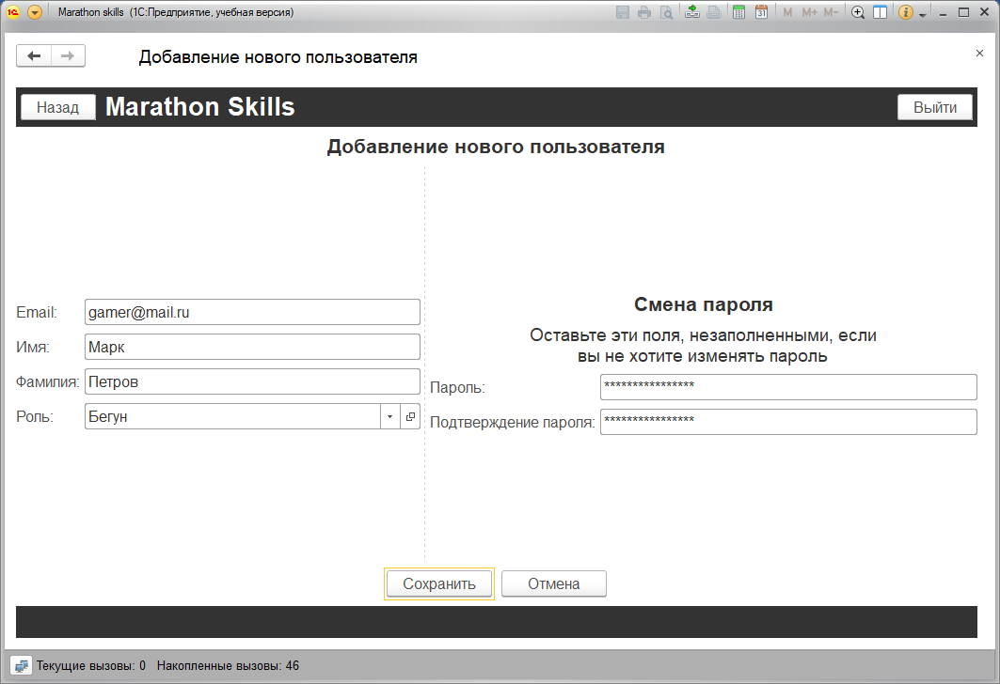 Marathon skills (1С:Предприятие, учебная версия)
M M+ M-
31
Добавление нового пользователя
Назад Marathon Skills Выйти
Добавление нового пользователя
Email: gamer@mail.ru
Имя: Марк
Фамилия: Петров
Роль: Бегун
Смена пароля
Оставьте эти поля, незаполненными, если
вы не хотите изменять пароль
Пароль: ****************
Подтверждение пароля: ****************
Сохранить Отмена
Текущие вызовы: 0 Накопленные вызовы: 46